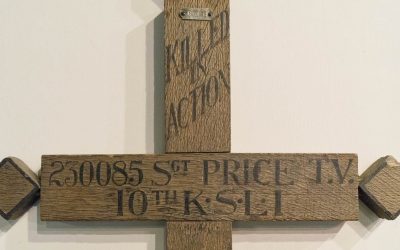 KILLED
IN
ACTION
230085 SGT PRICE T.V.
10TH K·S·L·I